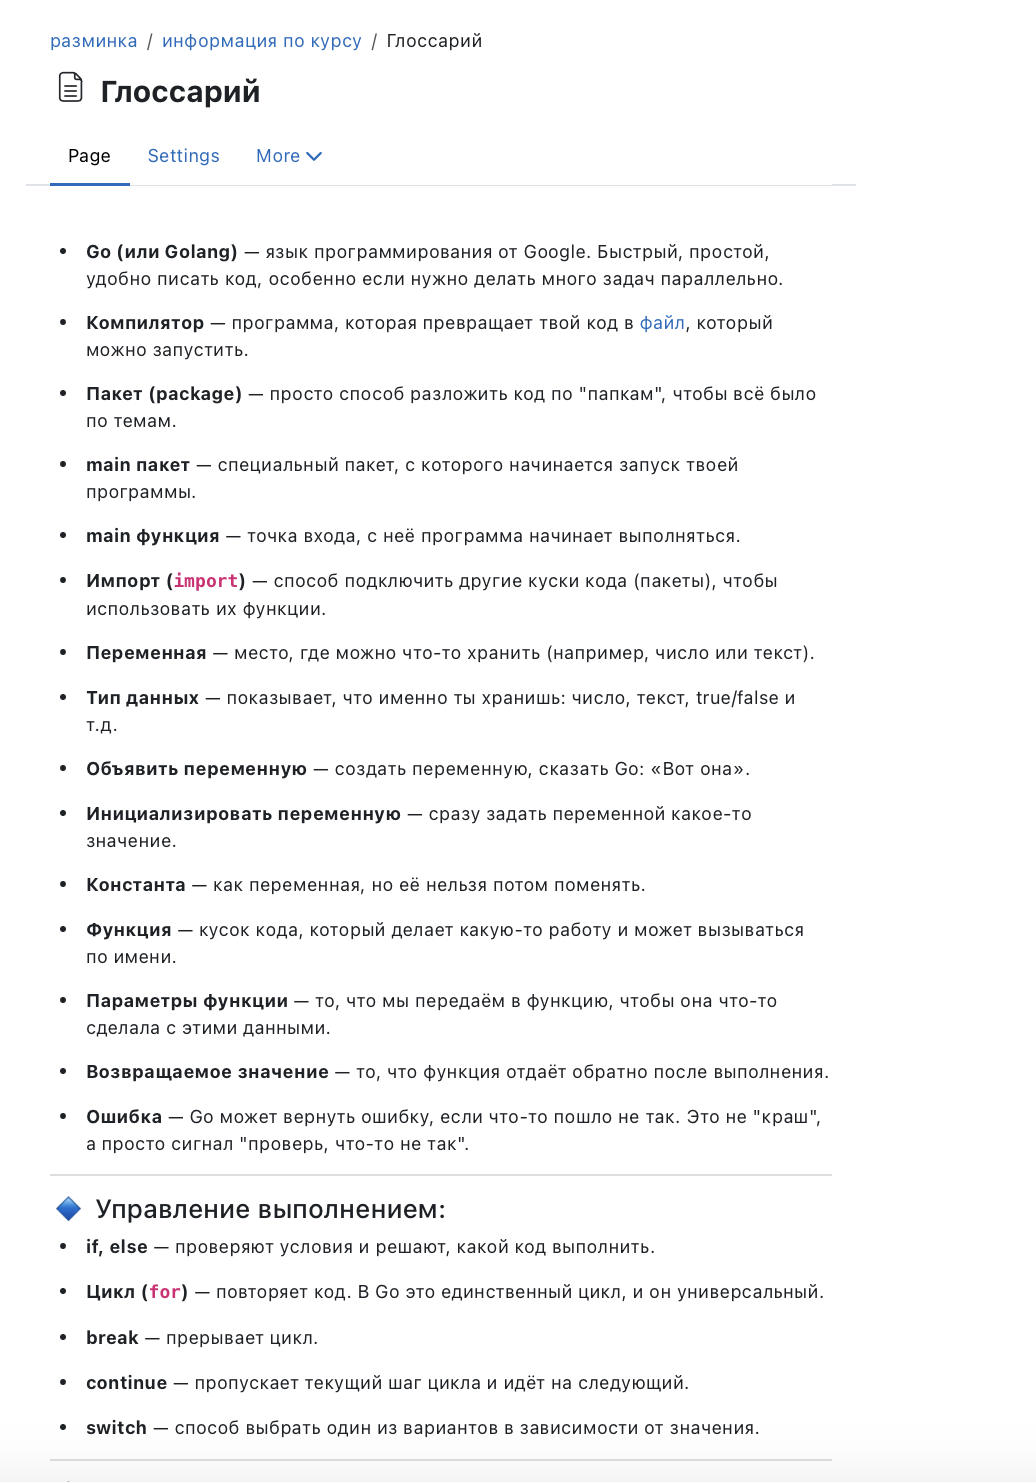 разминка / информация по курсу / Глоссарий
Глоссарий
Page Settings More
• Go (или Golang) — язык программирования от Google. Быстрый, простой,
удобно писать код, особенно если нужно делать много задач параллельно.
• Компилятор — программа, которая превращает твой код в файл, который
можно запустить.
• Пакет (package) — просто способ разложить код по "папкам", чтобы всё было
по темам.
• main пакет — специальный пакет, с которого начинается запуск твоей
программы.
• main функция — точка входа, с неё программа начинает выполняться.
• Импорт (import) — способ подключить другие куски кода (пакеты), чтобы
использовать их функции.
• Переменная — место, где можно что-то хранить (например, число или текст).
• Тип данных — показывает, что именно ты хранишь: число, текст, true/false и
т.д.
• Объявить переменную — создать переменную, сказать Go: «Вот она».
• Инициализировать переменную — сразу задать переменной какое-то
значение.
• Константа — как переменная, но её нельзя потом поменять.
• Функция — кусок кода, который делает какую-то работу и может вызываться
по имени.
• Параметры функции — то, что мы передаём в функцию, чтобы она что-то
сделала с этими данными.
• Возвращаемое значение — то, что функция отдаёт обратно после выполнения.
• Ошибка — Go может вернуть ошибку, если что-то пошло не так. Это не "краш",
а просто сигнал "проверь, что-то не так".
🔷 Управление выполнением:
• if, else — проверяют условия и решают, какой код выполнить.
• Цикл (for) — повторяет код. В Go это единственный цикл, и он универсальный.
• break — прерывает цикл.
• continue — пропускает текущий шаг цикла и идёт на следующий.
• switch — способ выбрать один из вариантов в зависимости от значения.